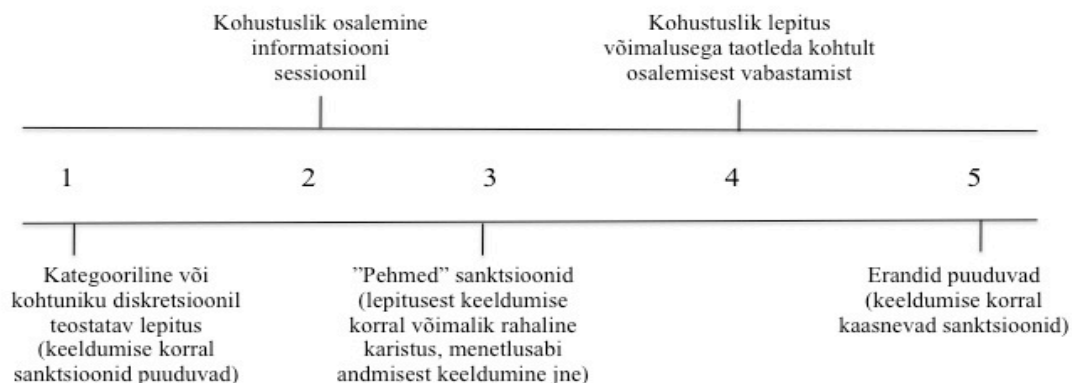 Kohustuslik osalemine
informatsiooni
sessioonil
Kohustuslik lepitus
võimalusega taotleda kohtult
osalemisest vabastamist
1 2 3 4 5
Kategooriline või
kohtuniku diskretsioonil
teostatav lepitus
(keeldumise korral
sanktsioonid puuduvad)
”Pehmed” sanktsioonid
(lepitusest keeldumise
korral võimalik rahaline
karistus, menetlusabi
andmisest keeldumine jne)
Erandid puuduvad
(keeldumise korral
kaasnevad sanktsioonid)